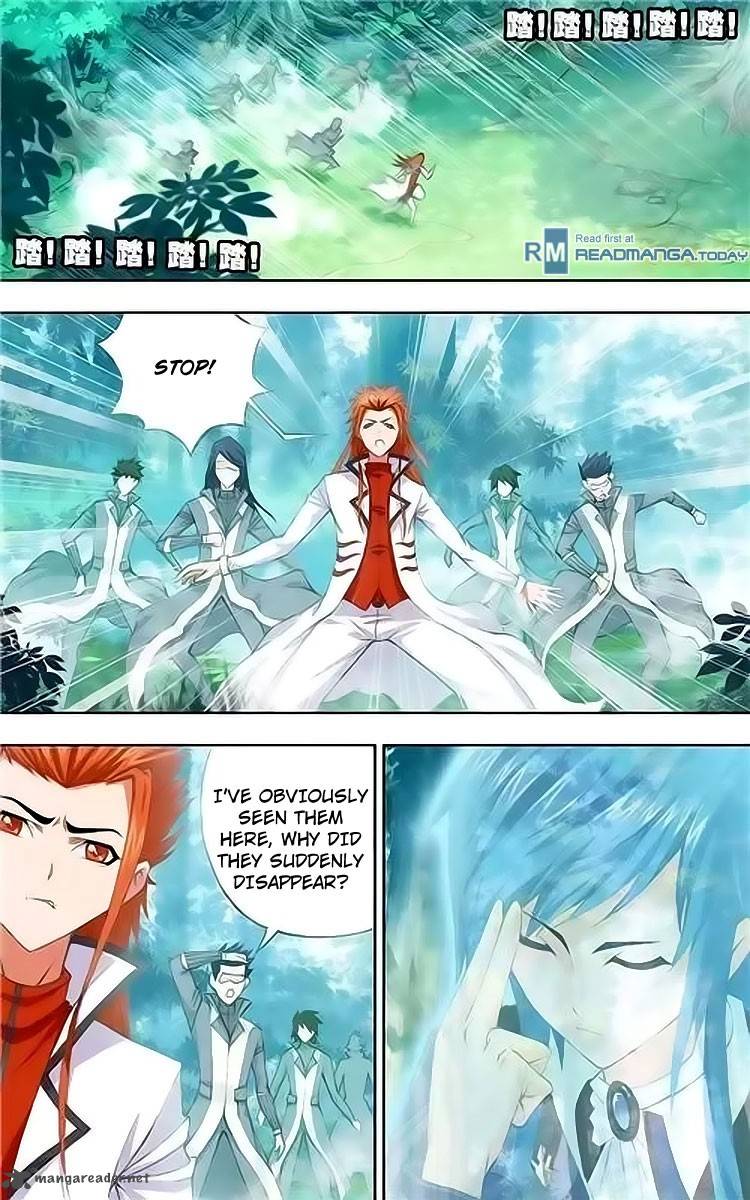 踏!踏!踏!踏!踏!
踏!踏!踏!踏!踏!
RM
Read first at
READMANGA.TODAY
STOP!
I'VE OBVIOUSLY
SEEN THEM
HERE, WHY DID
THEY SUDDENLY
DISAPPEAR?
mangareader.net